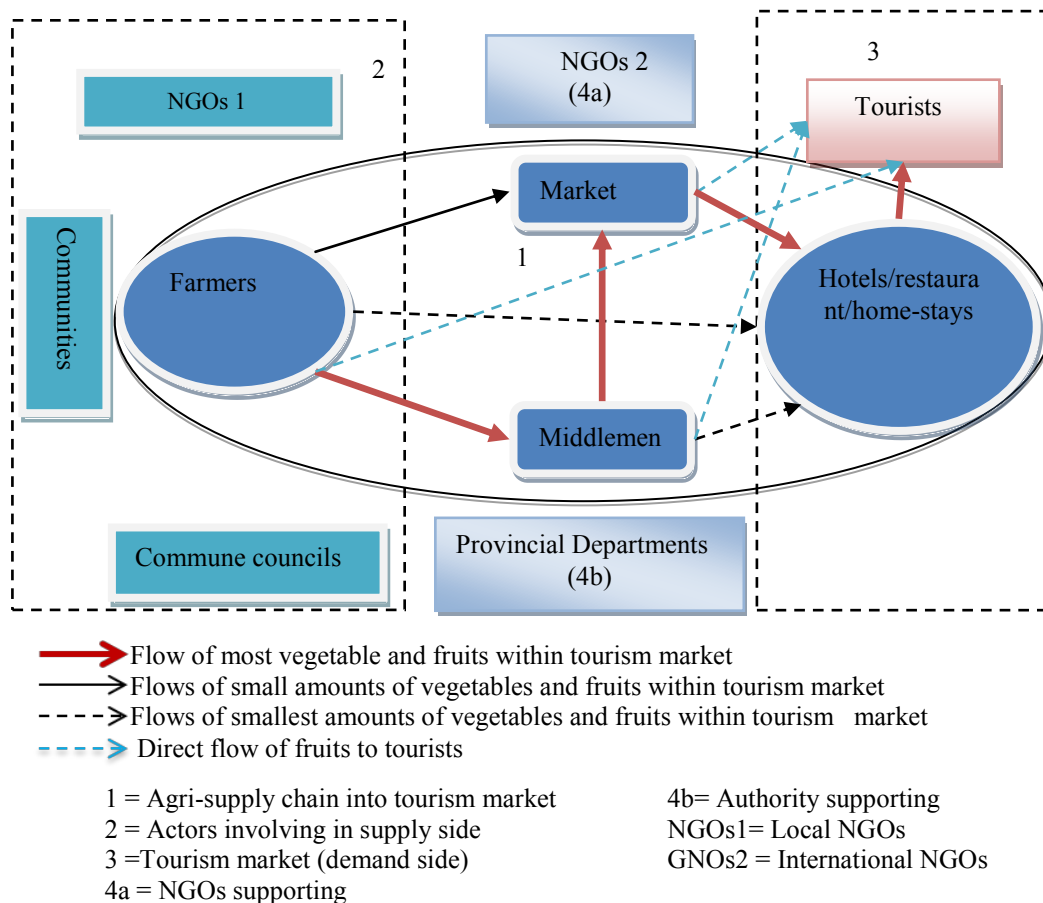 2
NGOs 1
NGOs 2
(4a)
3
Tourists
Market
1
Communities
Farmers
Hotels/restaura
nt/home-stays
Middlemen
Commune councils
Provincial Departments
(4b)
Flow of most vegetable and fruits within tourism market
Flows of small amounts of vegetables and fruits within tourism market
Flows of smallest amounts of vegetables and fruits within tourism market
Direct flow of fruits to tourists
1 = Agri-supply chain into tourism market
2 = Actors involving in supply side
3 =Tourism market (demand side)
4a = NGOs supporting
4b= Authority supporting
NGOs1= Local NGOs
GNOs2 = International NGOs